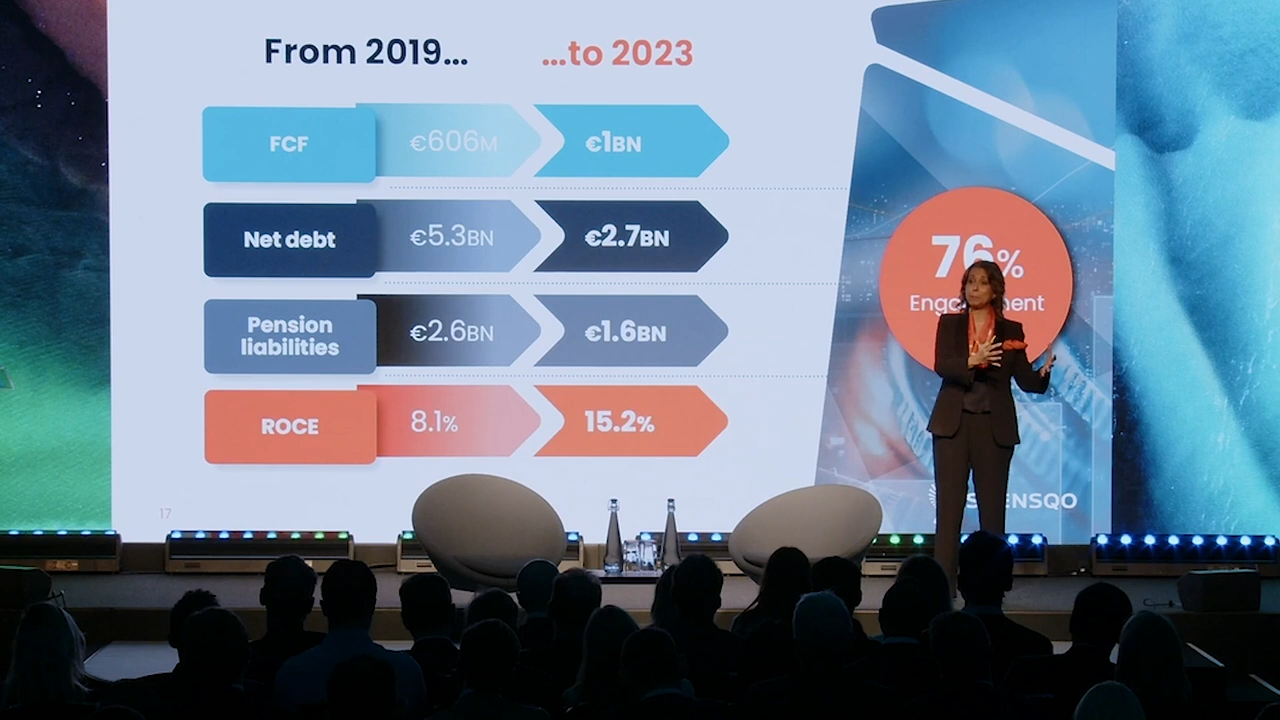 From 2019...
...to 2023
FCF
€606M
€1BN
Net debt
€5.3BN
€2.7BN
Pension
liabilities
€2.6BN
€1.6BN
ROCE
8.1%
15.2%
76%
17